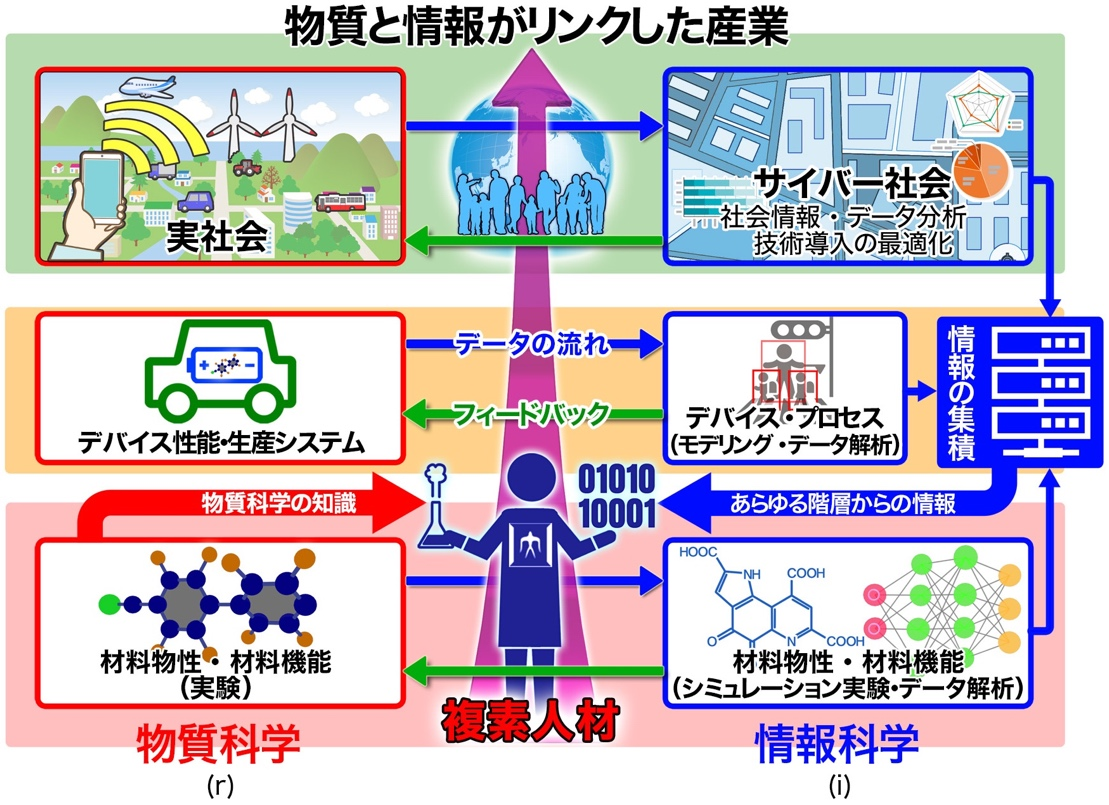 物質と情報がリンクした産業
実社会
サイバー社会
社会情報・データ分析
技術導入の最適化
デバイス性能・生産システム
データの流れ
フィードバック
デバイス・プロセス
(モデリング・データ解析)
情報の集積
物質科学の知識
01010
10001
あらゆる階層からの情報
材料物性・材料機能
(実験)
HOOC
NH
COOH
COOH
N
O
O
材料物性・材料機能
(シミュレーション実験・データ解析)
複素人材
物質科学
(r)
情報科学
(i)